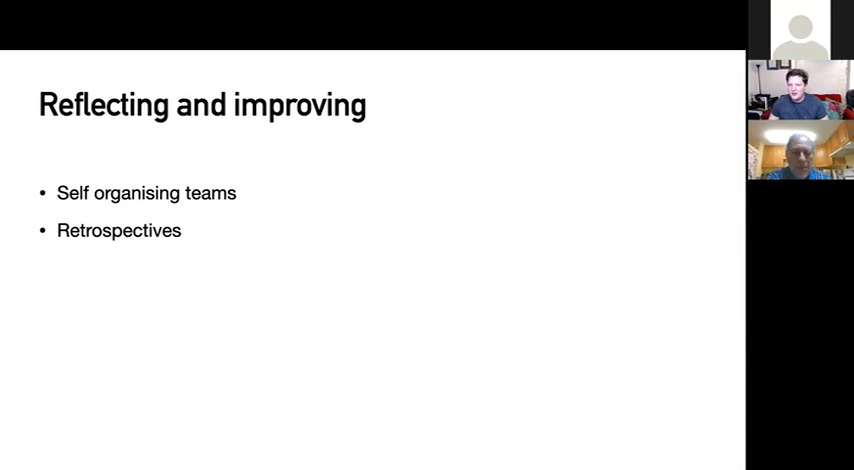 Reflecting and improving
• Self organising teams
• Retrospectives